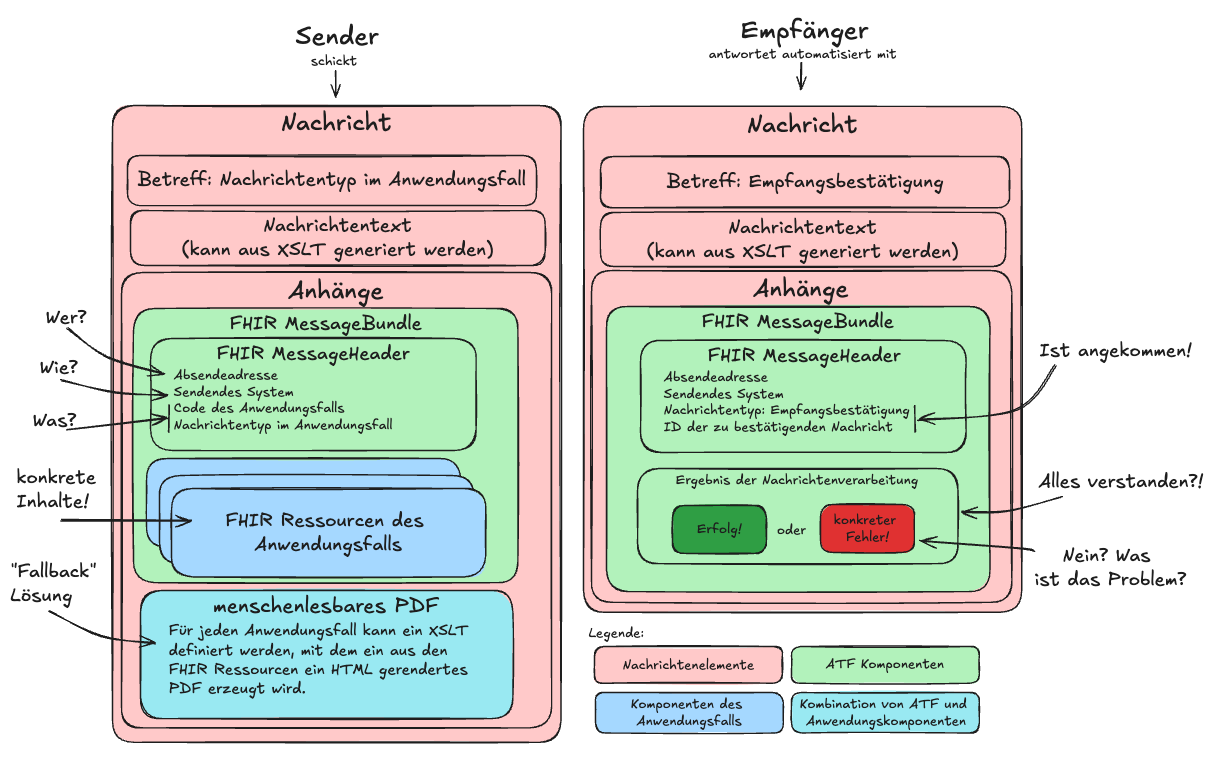 Sender
schickt
Nachricht
Betreff: Nachrichtentyp im Anwendungsfall
Nachrichtentext
(kann aus XSLT generiert werden)
Anhänge
FHIR MessageBundle
FHIR MessageHeader
Absendeadresse
Sendendes System
Code des Anwendungsfalls
Nachrichtentyp im Anwendungsfall
Wer?
Wie?
Was?
konkrete
Inhalte!
FHIR Ressourcen des
Anwendungsfalls
"Fallback"
Lösung
menschenlesbares PDF
Für jeden Anwendungsfall kann ein XSLT
definiert werden, mit dem ein aus den
FHIR Ressourcen ein HTML gerendertes
PDF erzeugt wird.
Empfänger
antwortet automatisiert mit
Nachricht
Betreff: Empfangsbestätigung
Nachrichtentext
(kann aus XSLT generiert werden)
Anhänge
FHIR MessageBundle
FHIR MessageHeader
Absendeadresse
Sendendes System
Nachrichtentyp: Empfangsbestätigung
ID der zu bestätigenden Nachricht
Ist angekommen!
Ergebnis der Nachrichtenverarbeitung
Erfolg!
oder
konkreter
Fehler!
Alles verstanden?!
Nein? Was
ist das Problem?
Legende:
Nachrichtenelemente
ATF Komponenten
Komponenten des
Anwendungsfalls
Kombination von ATF und
Anwendungskomponenten